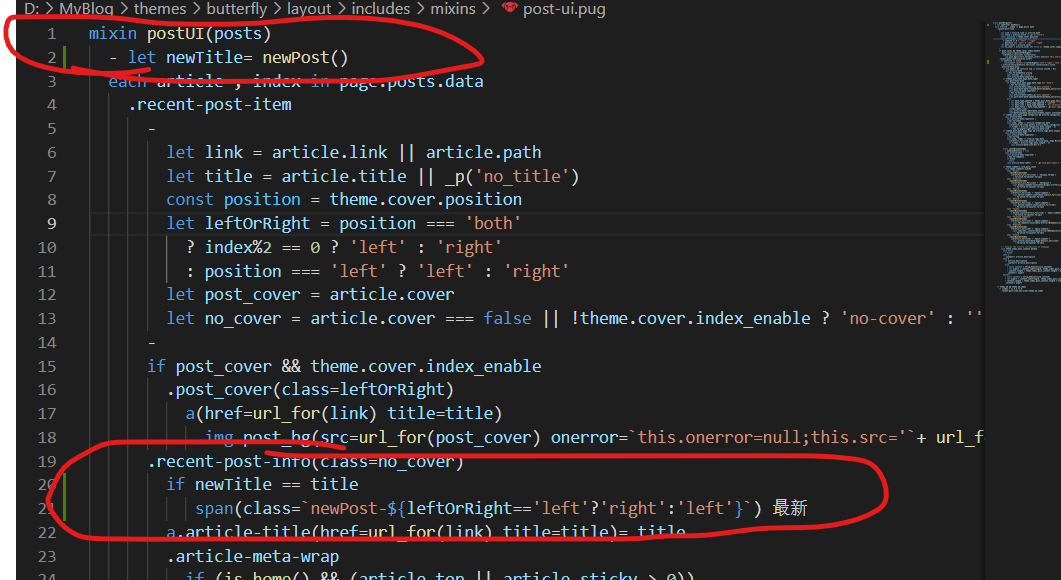 D: > MyBlog > themes > butterfly > layout > includes > mixins > post-ui.pug
1 mixin postUI(posts)
2 - let newTitle= newPost()
3 each article , index in page.posts.data
4 .recent-post-item
5 -
6 let link = article.link || article.path
7 let title = article.title || _p('no_title')
8 const position = theme.cover.position
9 let leftOrRight = position === 'both'
10 ? index%2 == 0 ? 'left' : 'right'
11 : position === 'left' ? 'left' : 'right'
12 let post_cover = article.cover
13 let no_cover = article.cover === false || !theme.cover.index_enable ? 'no-cover' : ''
14 -
15 if post_cover && theme.cover.index_enable
16 .post_cover(class=leftOrRight)
17 a(href=url_for(link) title=title)
18 img.post_bg(src=url_for(post_cover) onerror=`this.onerror=null;this.src='`+ url_f
19 .recent-post-info(class=no_cover)
20 if newTitle == title
21 span(class=`newPost-${leftOrRight=='left'?'right':'left'}`) 最新
22 a.article-title(href=url_for(link) title=title)= title
23 .article-meta-wrap
24 if (is_home() && (article.top || article.sticky > 0))